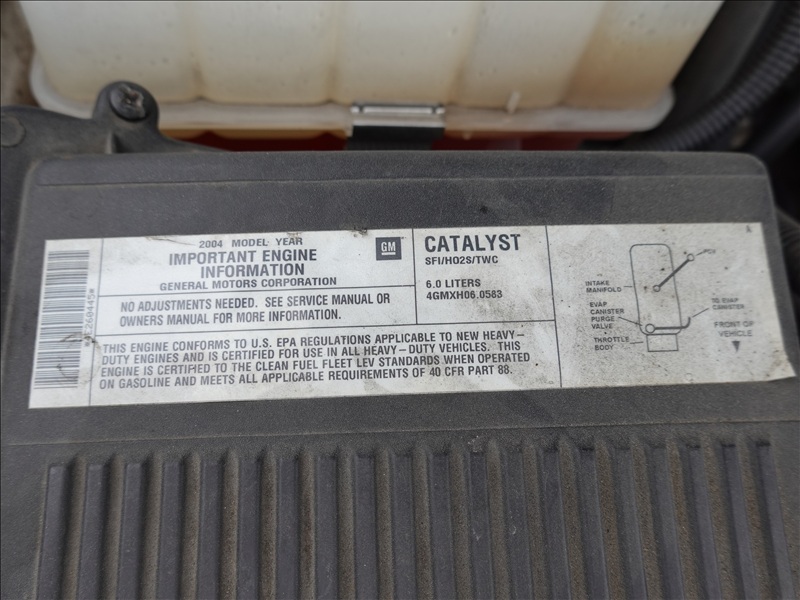 2004 MODEL YEAR
IMPORTANT ENGINE
INFORMATION
GENERAL MOTORS CORPORATION
GM
NO ADJUSTMENTS NEEDED. SEE SERVICE MANUAL OR
OWNERS MANUAL FOR MORE INFORMATION.
CATALYST
SFI/HO2S/TWC
6.0 LITERS
4GMXH06.0583
THIS ENGINE CONFORMS TO U.S. EPA REGULATIONS APPLICABLE TO NEW HEAVY-
DUTY ENGINES AND IS CERTIFIED FOR USE IN ALL HEAVY-DUTY VEHICLES. THIS
ENGINE IS CERTIFIED TO THE CLEAN FUEL FLEET LEV STANDARDS WHEN OPERATED
ON GASOLINE AND MEETS ALL APPLICABLE REQUIREMENTS OF 40 CFR PART 88.
A
PCV
INTAKE
MANIFOLD
EVAP
CANISTER
PURGE
VALVE
THROTTLE
BODY
TO EVAP
CANISTER
FRONT OF
VEHICLE